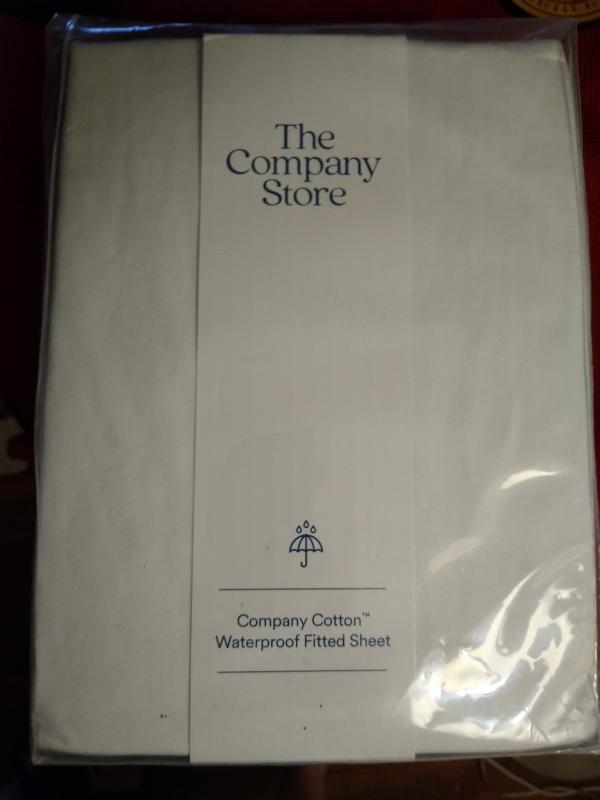 The
Company
Store
Company Cotton™
Waterproof Fitted Sheet